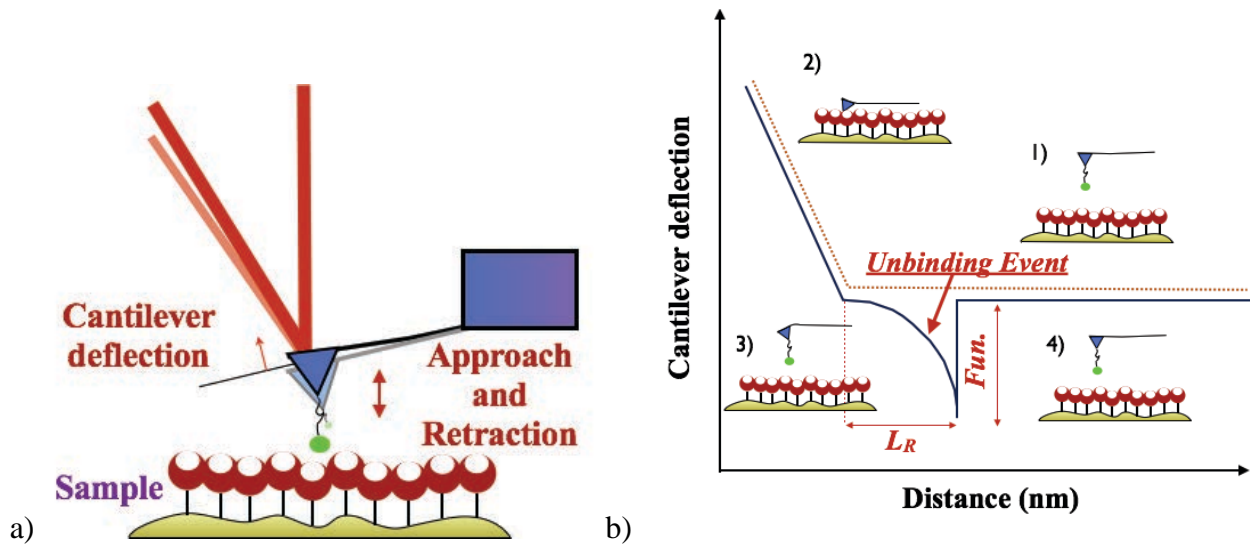 Cantilever
deflection
Approach
and
Retraction
Sample
a)
Cantilever deflection
2)
1)
Unbinding Event
3)
4)
Fun.
L_R
Distance (nm)
b)